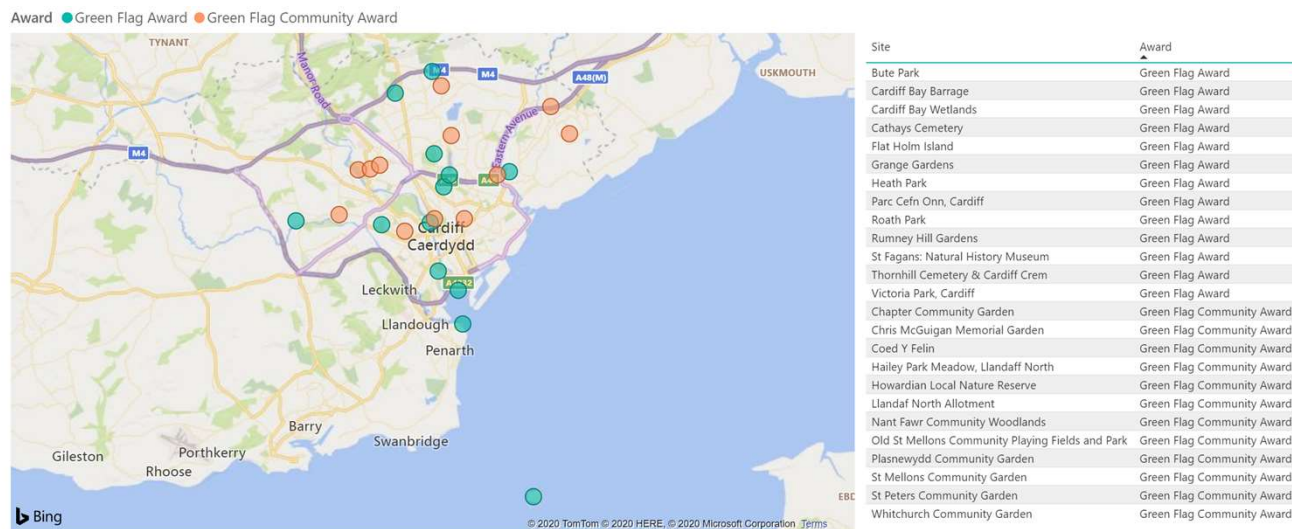 Award Green Flag Award Green Flag Community Award
TYNANT
Manor Road
M4
M4
A48(M)
USKMOUTH
M4
Eastern Avenue
Cardiff
Caerdydd
Leckwith
Llandough
Penarth
Barry
Swanbridge
Gileston
Porthkerry
Rhoose
Bing
© 2020 TomTom © 2020 HERE, © 2020 Microsoft Corporation Terms
Site Award
Bute Park Green Flag Award
Cardiff Bay Barrage Green Flag Award
Cardiff Bay Wetlands Green Flag Award
Cathays Cemetery Green Flag Award
Flat Holm Island Green Flag Award
Grange Gardens Green Flag Award
Heath Park Green Flag Award
Parc Cefn Onn, Cardiff Green Flag Award
Roath Park Green Flag Award
Rumney Hill Gardens Green Flag Award
St Fagans: Natural History Museum Green Flag Award
Thornhill Cemetery & Cardiff Crem Green Flag Award
Victoria Park, Cardiff Green Flag Award
Chapter Community Garden Green Flag Community Award
Chris McGuigan Memorial Garden Green Flag Community Award
Coed Y Felin Green Flag Community Award
Hailey Park Meadow, Llandaff North Green Flag Community Award
Howardian Local Nature Reserve Green Flag Community Award
Llandaf North Allotment Green Flag Community Award
Nant Fawr Community Woodlands Green Flag Community Award
Old St Mellons Community Playing Fields and Park Green Flag Community Award
Plasnewydd Community Garden Green Flag Community Award
St Mellons Community Garden Green Flag Community Award
St Peters Community Garden Green Flag Community Award
Whitchurch Community Garden Green Flag Community Award